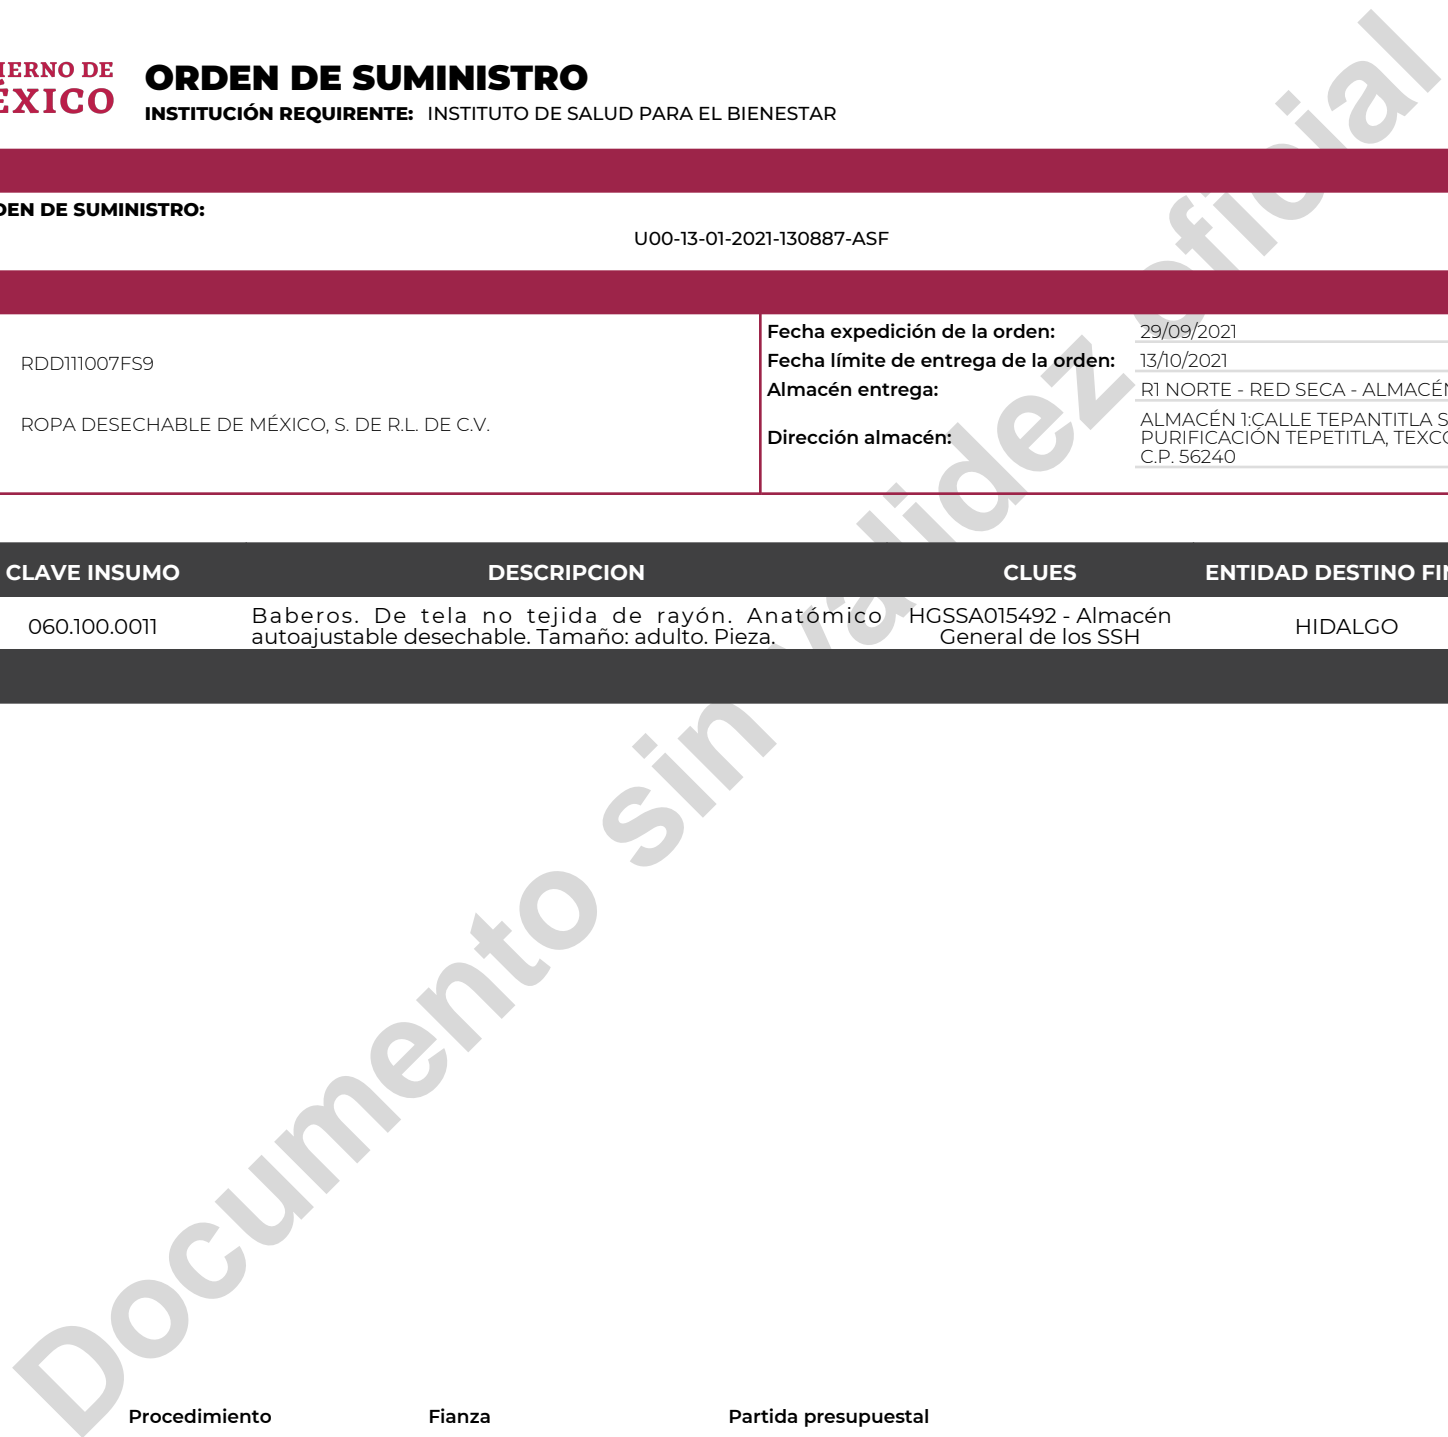 IERNO DE
ÉXICO
ORDEN DE SUMINISTRO
INSTITUCIÓN REQUIRENTE: INSTITUTO DE SALUD PARA EL BIENESTAR
DEN DE SUMINISTRO:
U00-13-01-2021-130887-ASF
RDD111007FS9
ROPA DESECHABLE DE MÉXICO, S. DE R.L. DE C.V.
Fecha expedición de la orden: 29/09/2021
Fecha límite de entrega de la orden: 13/10/2021
Almacén entrega: R1 NORTE - RED SECA - ALMACÉN
Dirección almacén:
ALMACÉN 1:CALLE TEPANTITLA S
PURIFICACIÓN TEPETITLA, TEXCO
C.P. 56240
CLAVE INSUMO DESCRIPCION CLUES ENTIDAD DESTINO FIN
060.100.0011
Baberos. De tela no tejida de rayón. Anatómico
autoajustable desechable. Tamaño: adulto. Pieza.
HGSSA015492 - Almacén
General de los SSH
HIDALGO
Documento sin validez oficial
Procedimiento Fianza Partida presupuestal